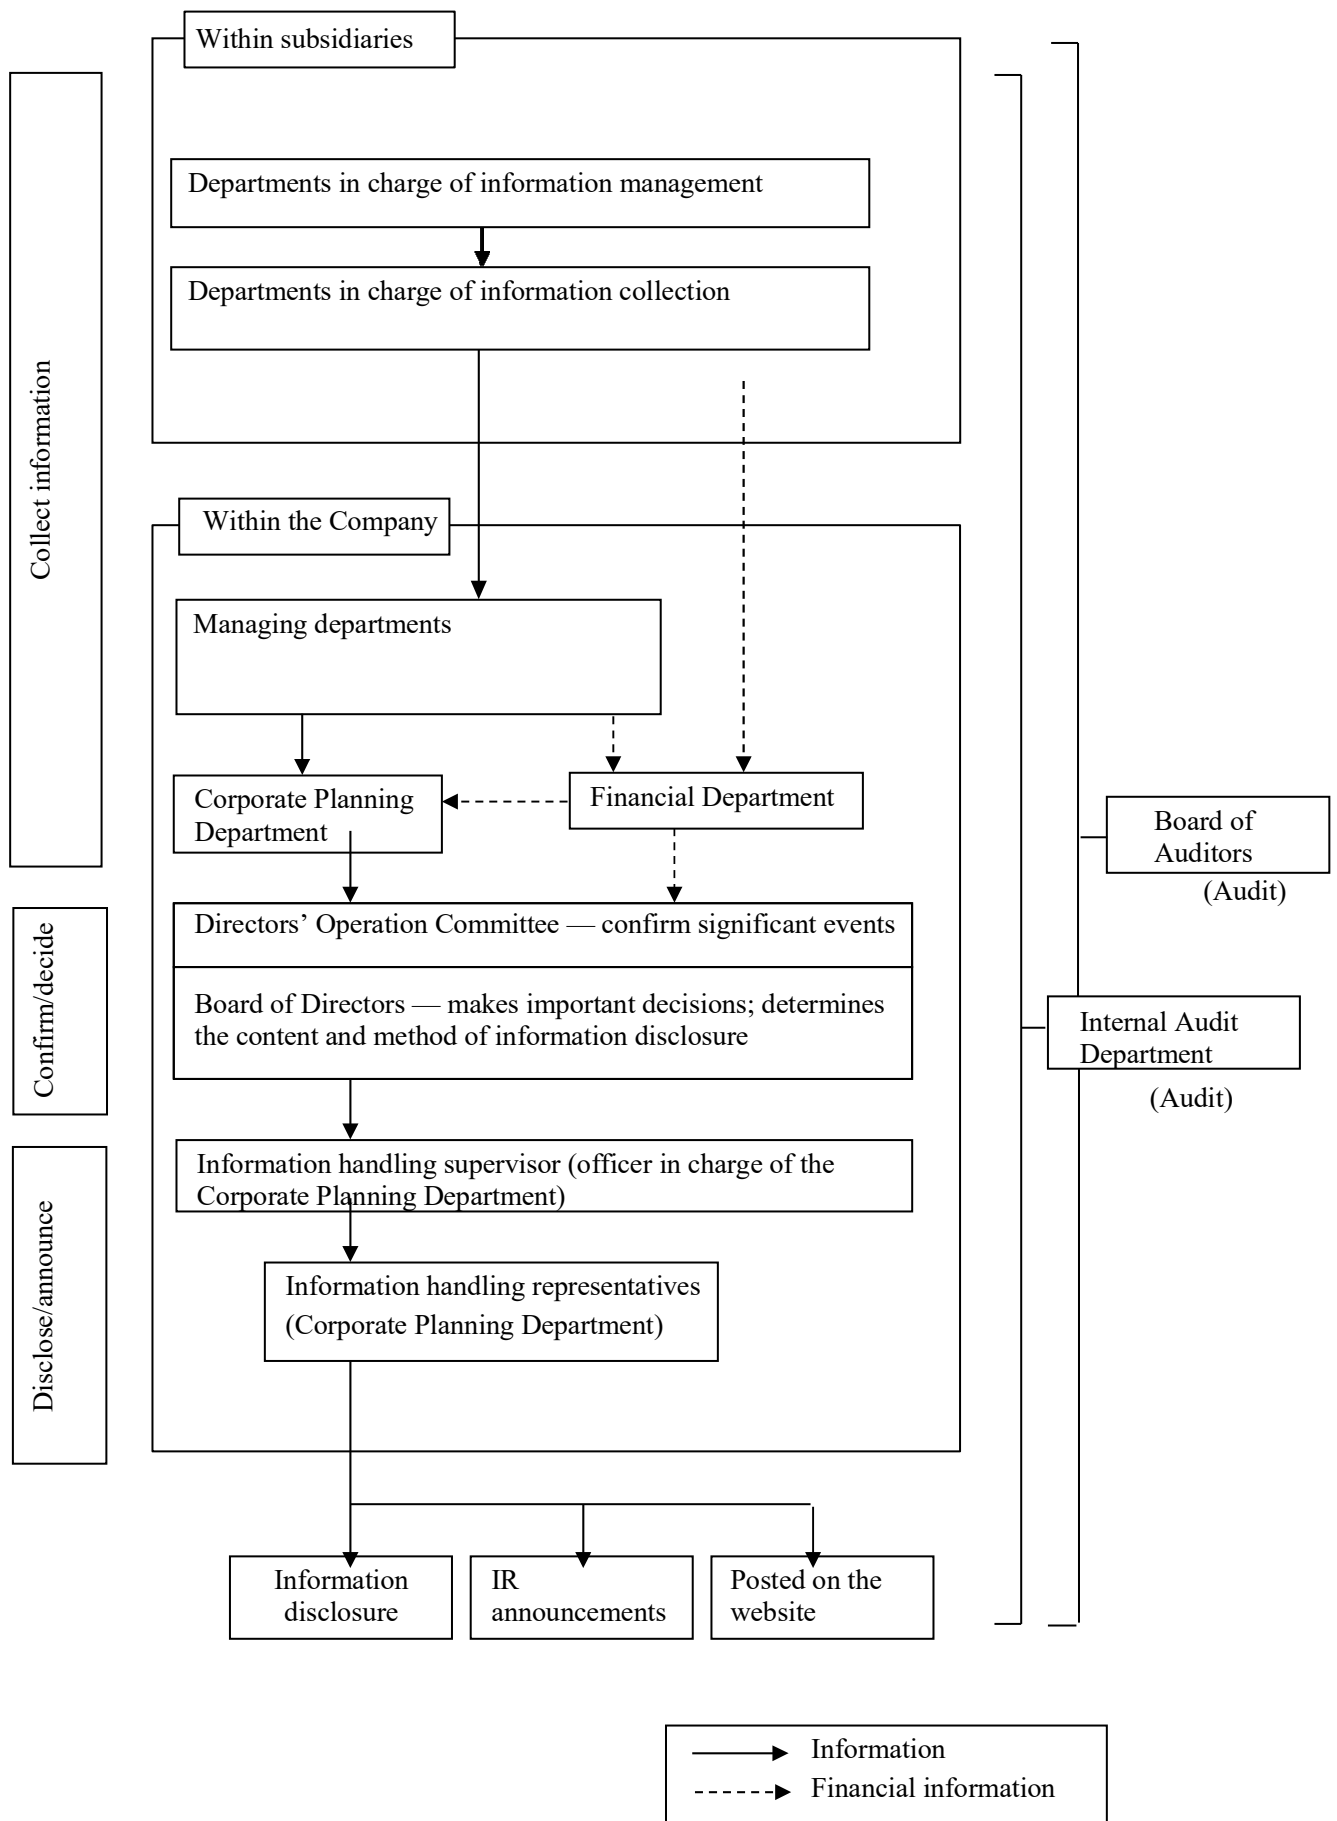 Within subsidiaries
Departments in charge of information management
Departments in charge of information collection
Collect information
Within the Company
Managing departments
Corporate Planning
Department
Financial Department
Board of
Auditors
(Audit)
Confirm/decide
Directors’ Operation Committee — confirm significant events
Board of Directors — makes important decisions; determines
the content and method of information disclosure
Internal Audit
Department
(Audit)
Disclose/announce
Information handling supervisor (officer in charge of the
Corporate Planning Department)
Information handling representatives
(Corporate Planning Department)
Information
disclosure
IR
announcements
Posted on the
website
Information
Financial information